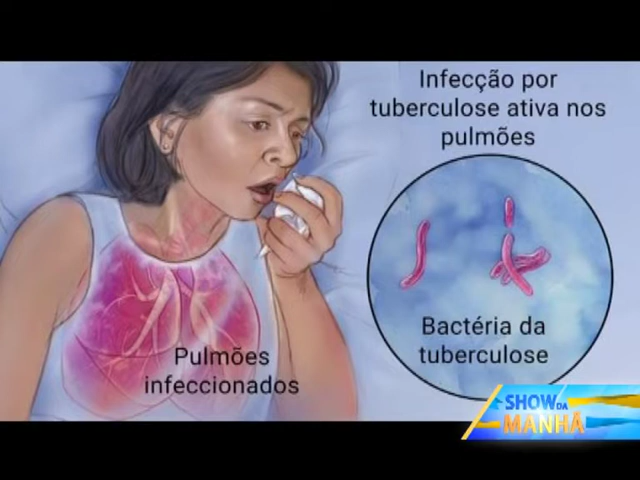 Infecção por
tuberculose ativa nos
pulmões
Bactéria da
tuberculose
Pulmões
infeccionados
SHOW DA
MANHÃ